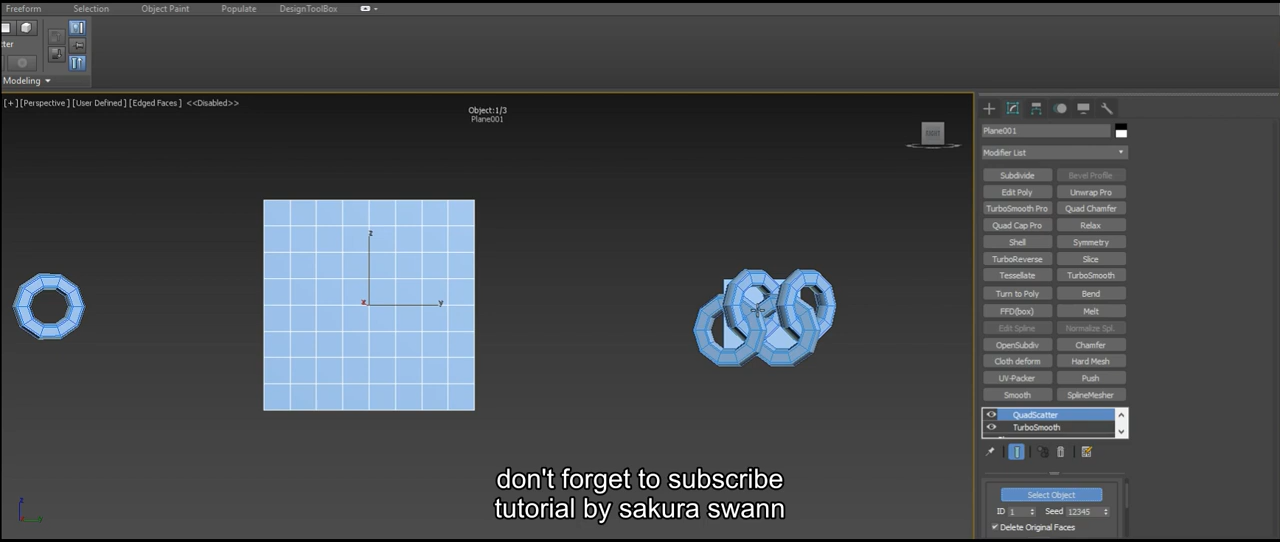 Freeform Selection Object Paint Populate DesignToolBox
tter
Modeling
[+] [Perspective] [User Defined] [Edged Faces] <<Disabled>>
Object:1/3
Plane001
RIGHT
z
x
y
z
Plane001
Modifier List
Subdivide Bevel Profile
Edit Poly Unwrap Pro
TurboSmooth Pro Quad Chamfer
Quad Cap Pro Relax
Shell Symmetry
TurboReverse Slice
Tessellate TurboSmooth
Turn to Poly Bend
FFD(box) Melt
Edit Spline Normalize Spl.
OpenSubdiv Chamfer
Cloth deform Hard Mesh
UV-Packer Push
Smooth SplineMesher
QuadScatter
TurboSmooth
Select Object
ID 1 Seed 12345
Delete Original Faces
don't forget to subscribe
tutorial by sakura swann